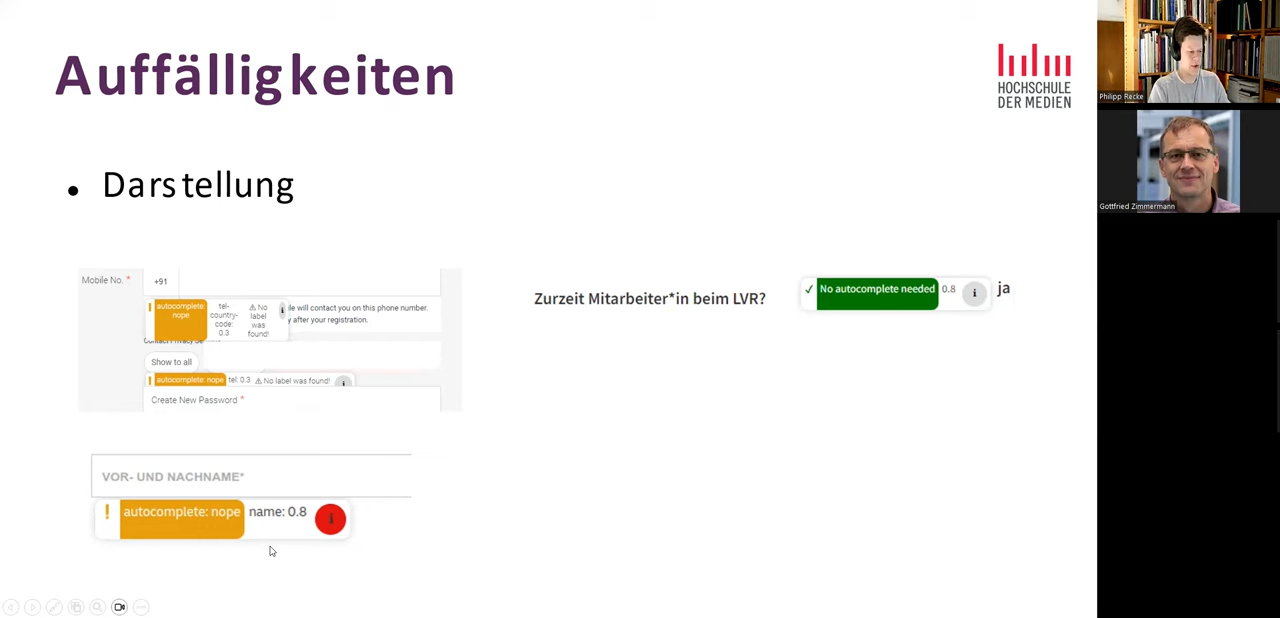 Auffälligkeiten
HOCHSCHULE
DER MEDIEN
Philipp Recke
Gottfried Zimmermann
• Darstellung
Mobile No. *
+91
! autocomplete: nope
tel-country-code: 0.3
⚠ No label was found!
i
le will contact you on this phone number.
y after your registration.
Show to all
! autocomplete: nope tel: 0.3 ⚠ No label was found! i
Create New Password *
Zurzeit Mitarbeiter*in beim LVR?
✓ No autocomplete needed 0.8 i ja
VOR- UND NACHNAME*
! autocomplete: nope name: 0.8 i